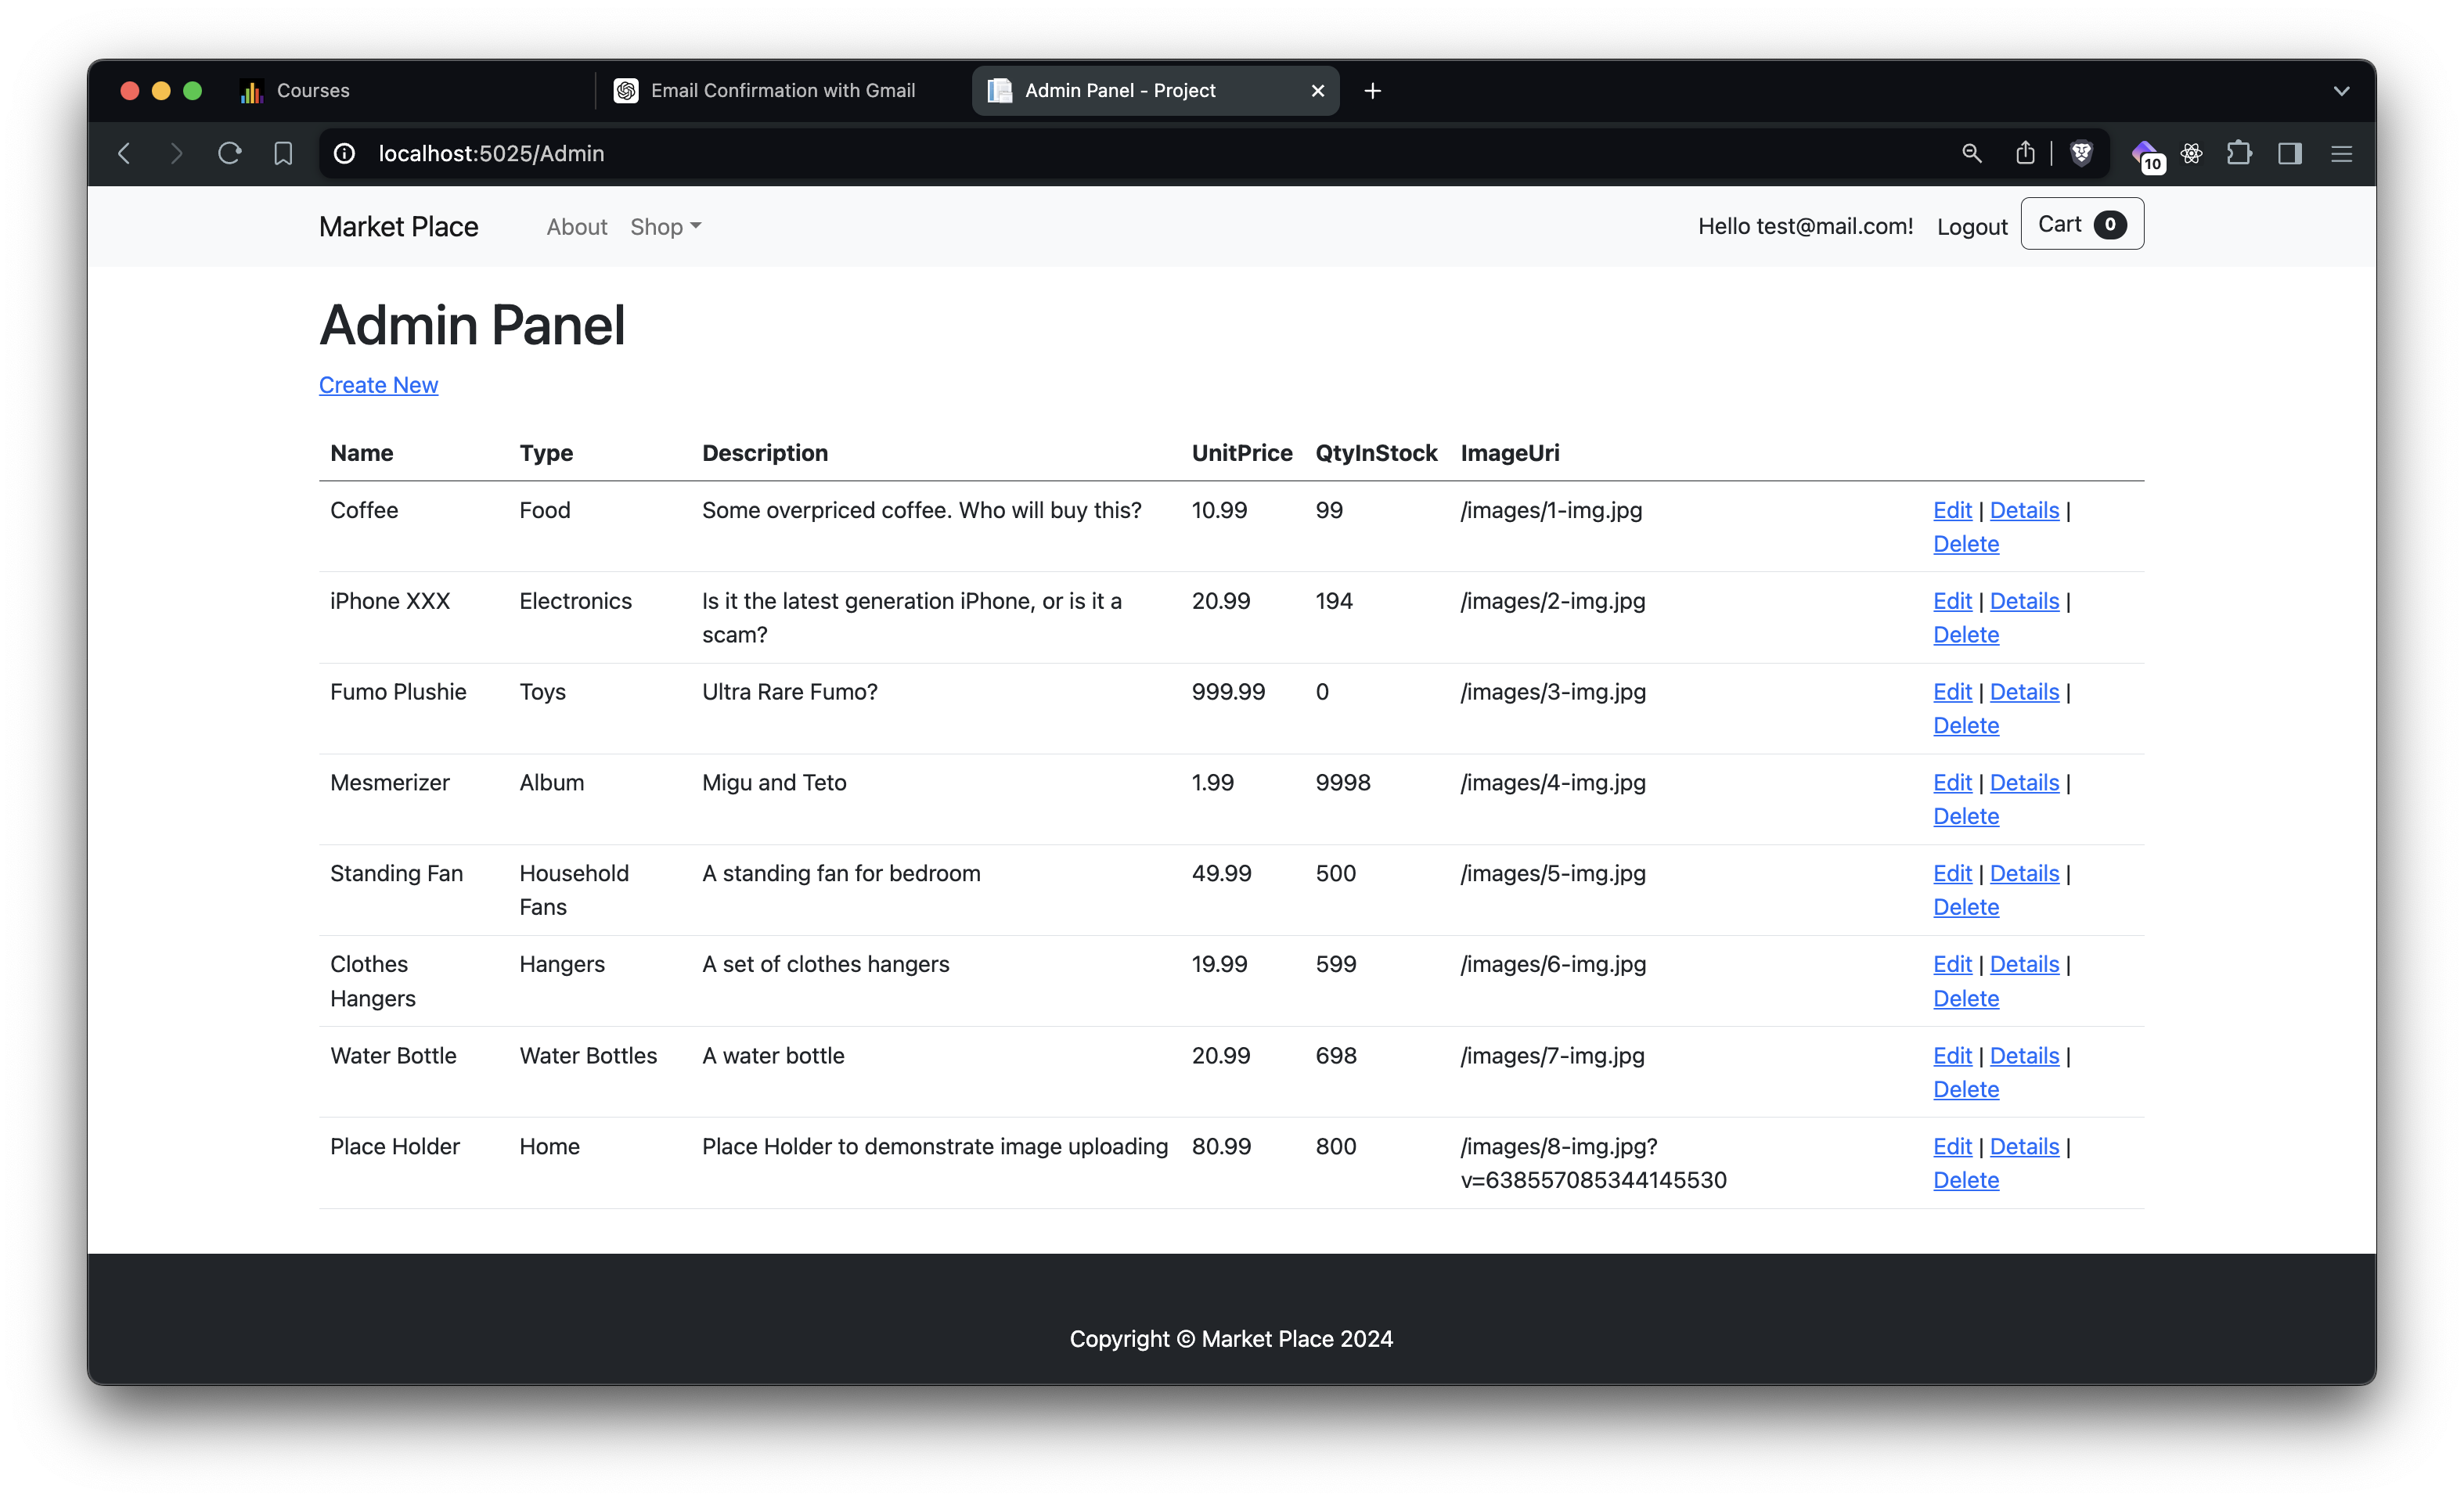 Courses
Email Confirmation with Gmail
Admin Panel - Project
localhost:5025/Admin
10
Market Place
About
Shop
Hello test@mail.com!
Logout
Cart 0
Admin Panel
Create New
Name Type Description UnitPrice QtyInStock ImageUri
Coffee Food Some overpriced coffee. Who will buy this? 10.99 99 /images/1-img.jpg Edit | Details |
Delete
iPhone XXX Electronics Is it the latest generation iPhone, or is it a 20.99 194 /images/2-img.jpg Edit | Details |
scam? Delete
Fumo Plushie Toys Ultra Rare Fumo? 999.99 0 /images/3-img.jpg Edit | Details |
Delete
Mesmerizer Album Migu and Teto 1.99 9998 /images/4-img.jpg Edit | Details |
Delete
Standing Fan Household A standing fan for bedroom 49.99 500 /images/5-img.jpg Edit | Details |
Fans Delete
Clothes Hangers A set of clothes hangers 19.99 599 /images/6-img.jpg Edit | Details |
Hangers Delete
Water Bottle Water Bottles A water bottle 20.99 698 /images/7-img.jpg Edit | Details |
Delete
Place Holder Home Place Holder to demonstrate image uploading 80.99 800 /images/8-img.jpg? Edit | Details |
v=638557085344145530 Delete
Copyright © Market Place 2024